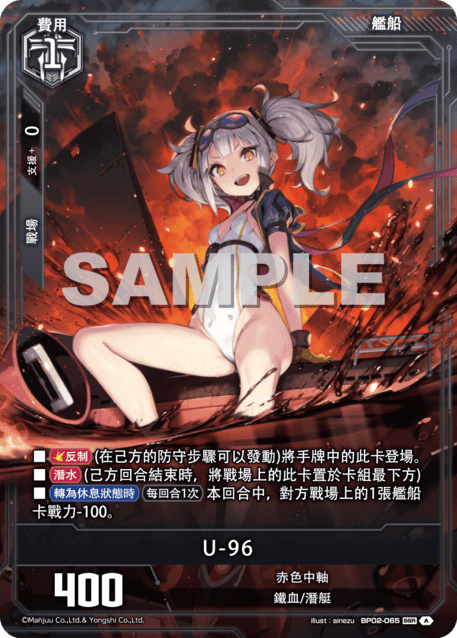 費用
1
艦船
支援+ 0
戰場
SAMPLE
■ 反制 (在己方的防守步驟可以發動)將手牌中的此卡登場。
■ 潛水 (己方回合結束時，將戰場上的此卡置於卡組最下方)
■ 轉為休息狀態時 每回合1次 本回合中，對方戰場上的1張艦船
卡戰力-100。
U-96
400
赤色中軸
鐵血/潛艇
©Manjuu Co.,Ltd.& Yongshi Co.,Ltd.
illust : ainezu BP02-065 SSR A